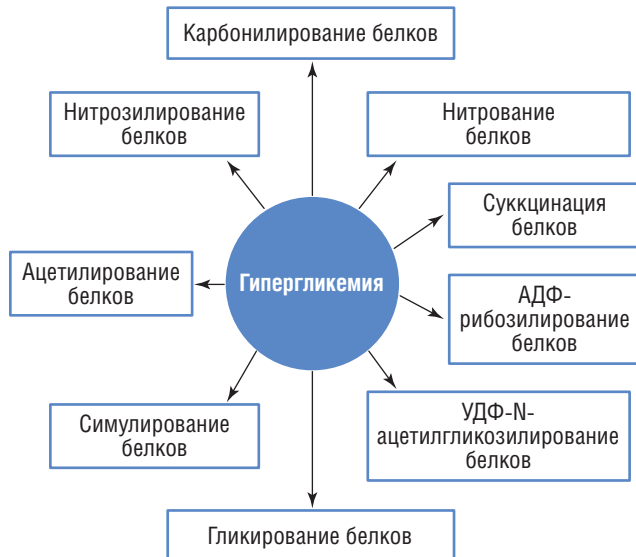 Карбонилирование белков
Нитрозилирование
белков
Нитрование
белков
Суккцинация
белков
Гипергликемия
Ацетилирование
белков
АДФ-
рибозилирование
белков
Симулирование
белков
УДФ-N-
ацетилгликозилирование
белков
Гликирование белков